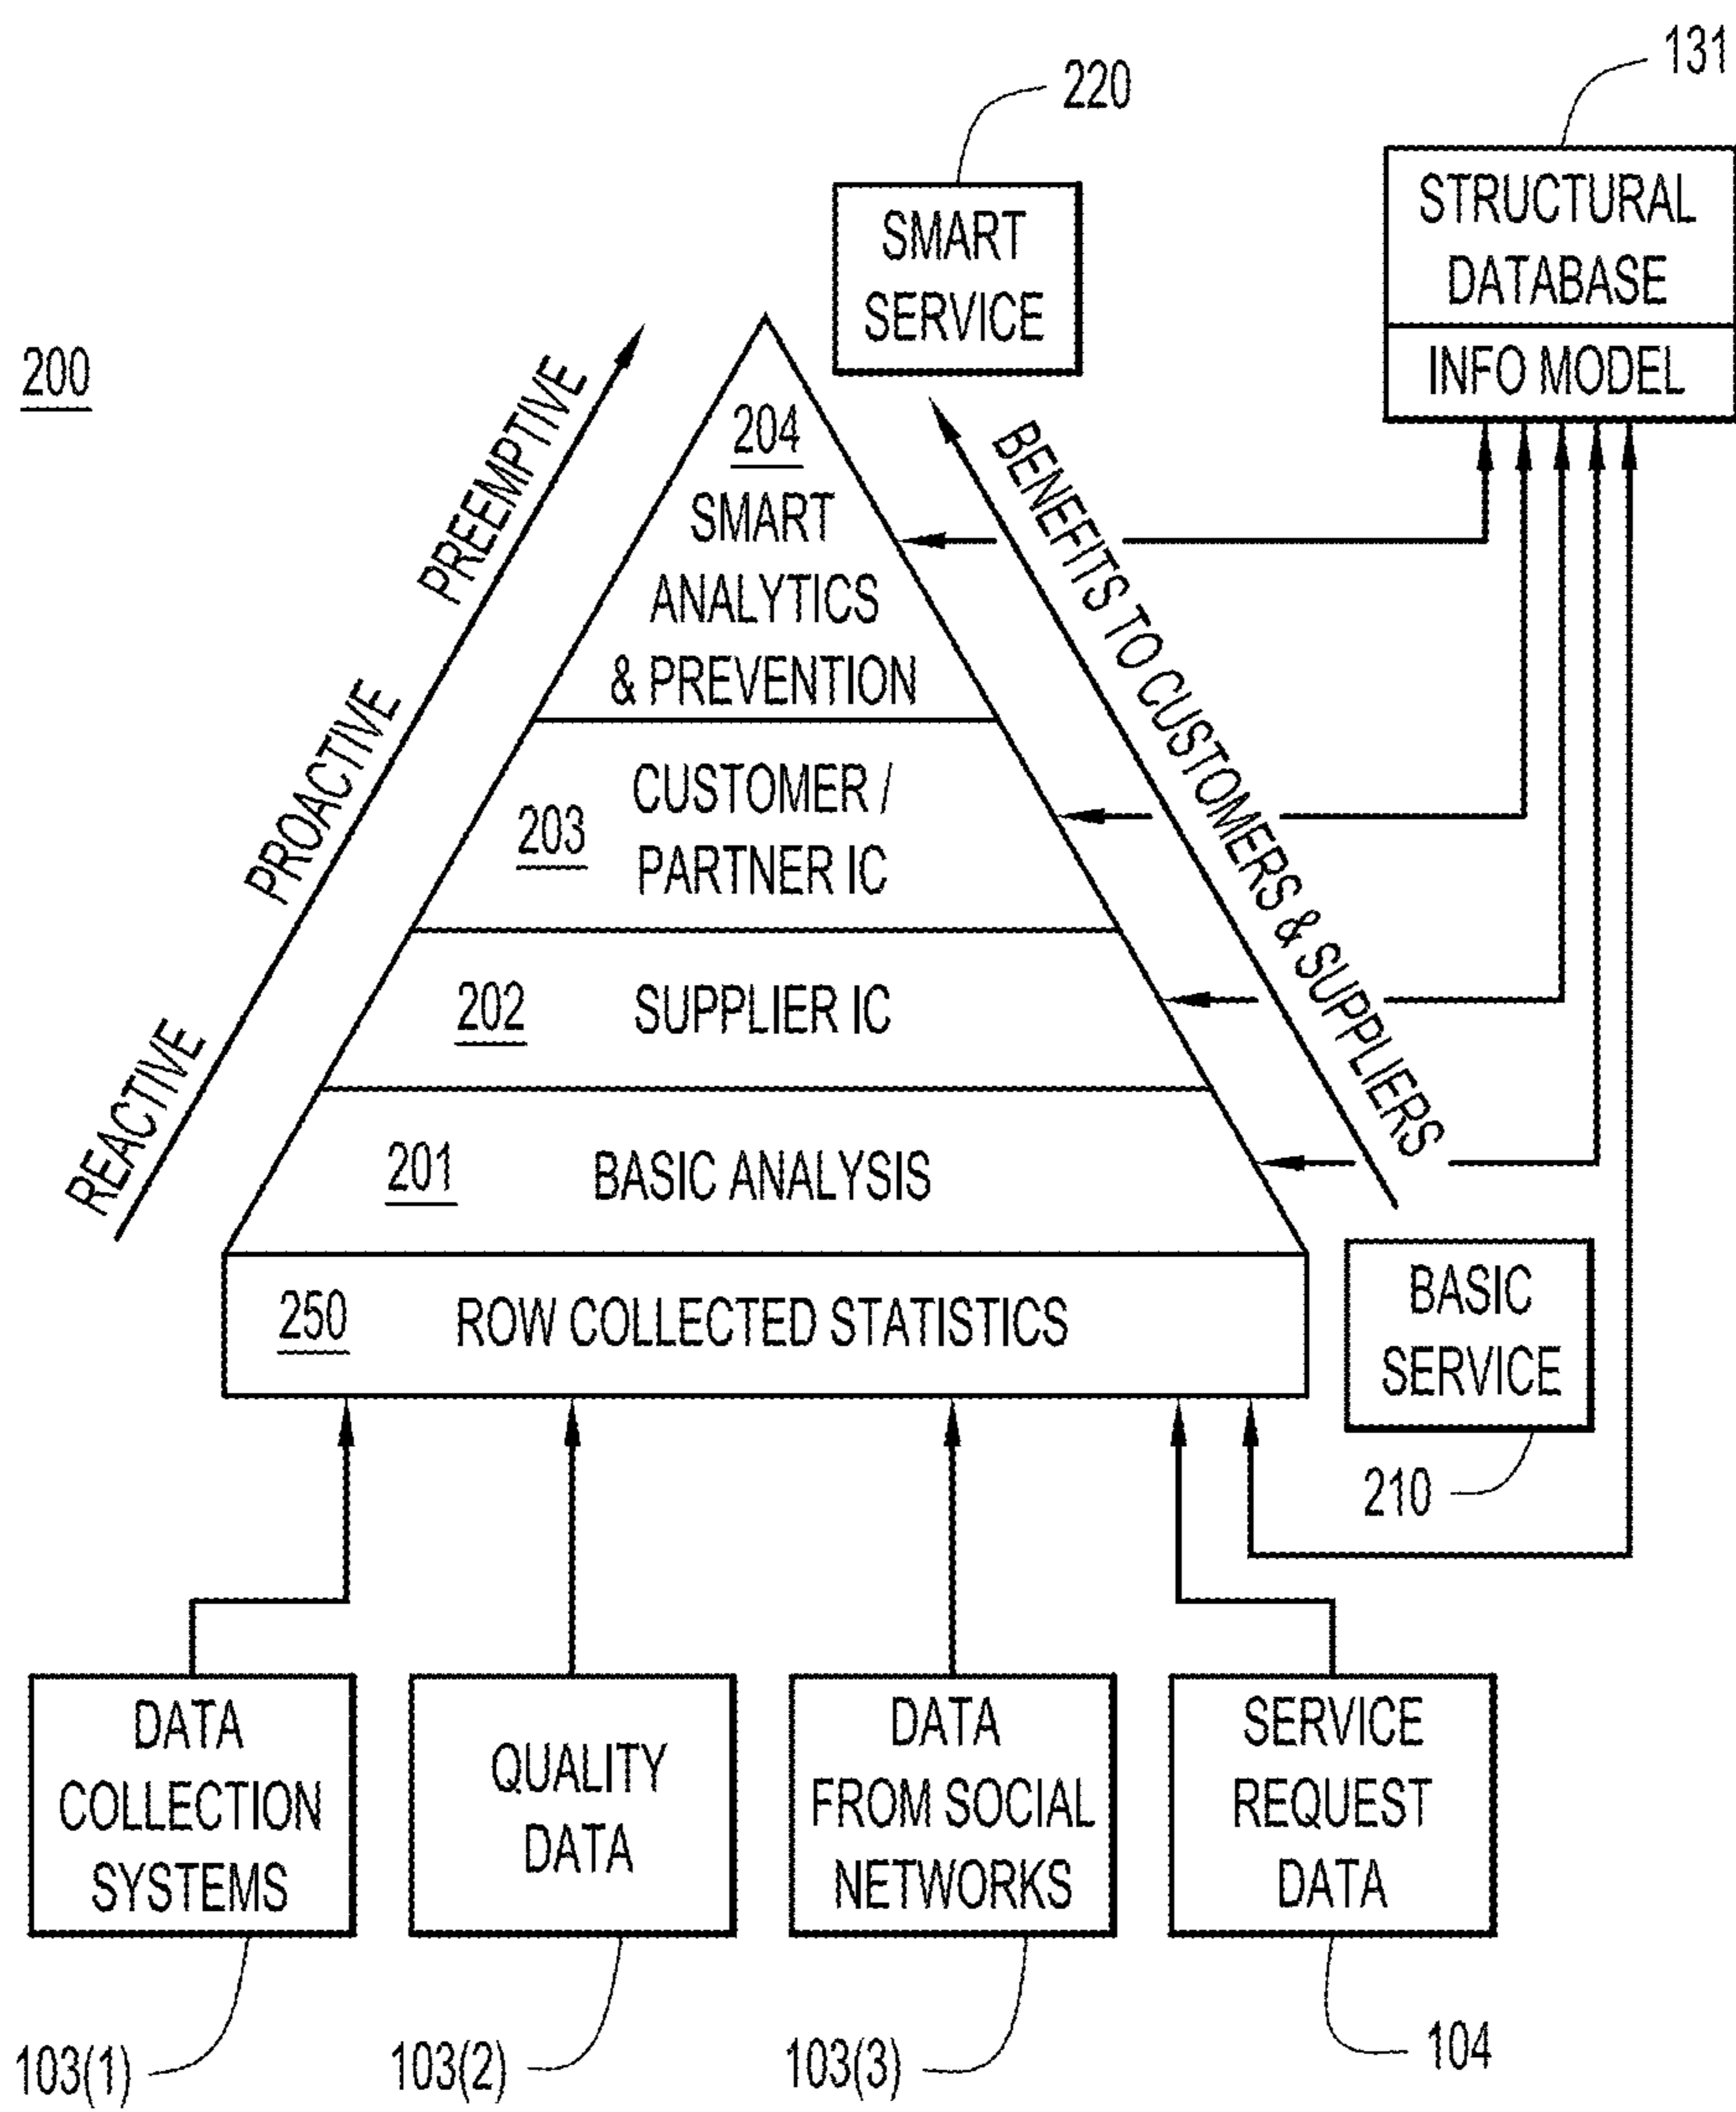 131
220
STRUCTURAL
DATABASE
INFO MODEL
SMART
SERVICE
200
PREEMPTIVE
PROACTIVE
REACTIVE
BENEFITS TO CUSTOMERS & SUPPLIERS
204
SMART
ANALYTICS
& PREVENTION
203
CUSTOMER /
PARTNER IC
202
SUPPLIER IC
201
BASIC ANALYSIS
250
ROW COLLECTED STATISTICS
BASIC
SERVICE
210
DATA
COLLECTION
SYSTEMS
QUALITY
DATA
DATA
FROM SOCIAL
NETWORKS
SERVICE
REQUEST
DATA
103(1)
103(2)
103(3)
104